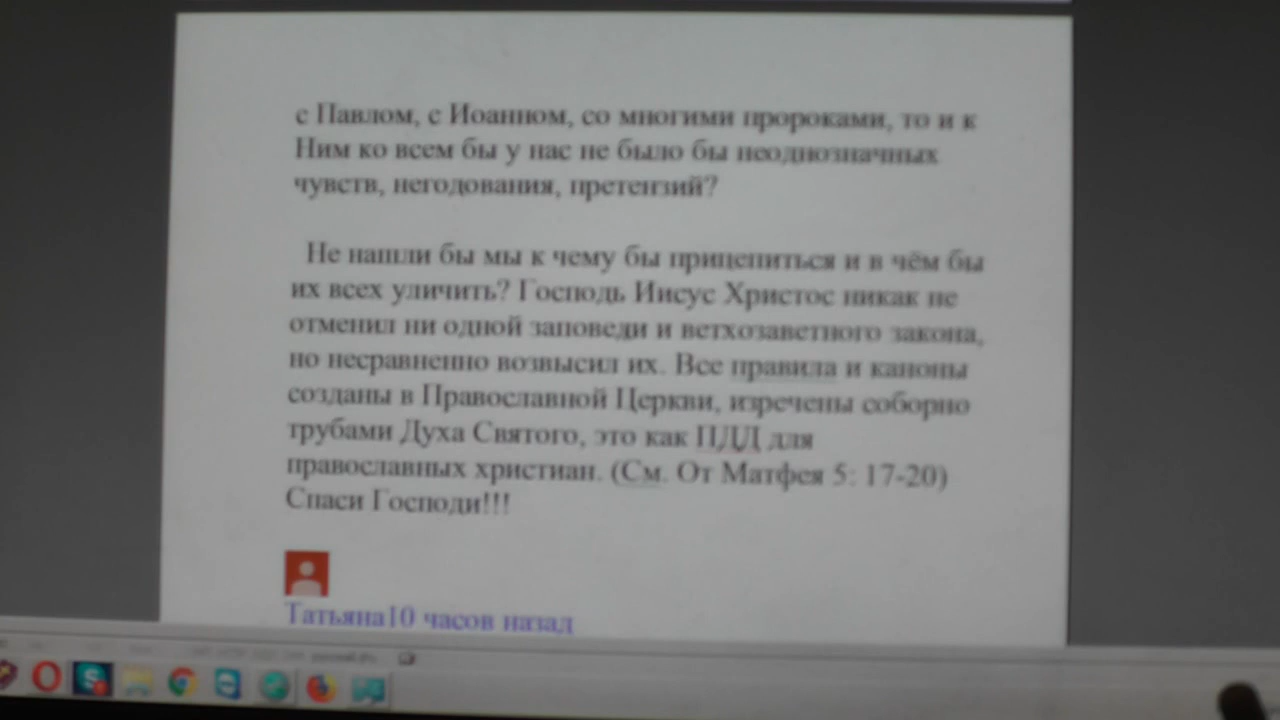 с Павлом, с Иоанном, со многими пророками, то и к
Ним ко всем бы у нас не было бы неоднозначных
чувств, негодования, претензий?
Не нашли бы мы к чему бы прицепиться и в чём бы
их всех уличить? Господь Иисус Христос никак не
отменил ни одной заповеди и ветхозаветного закона,
но несравненно возвысил их. Все правила и каноны
созданы в Православной Церкви, изречены соборно
трубами Духа Святого, это как ПДД для
православных христиан. (См. От Матфея 5: 17-20)
Спаси Господи!!!
Татьяна10 часов назад